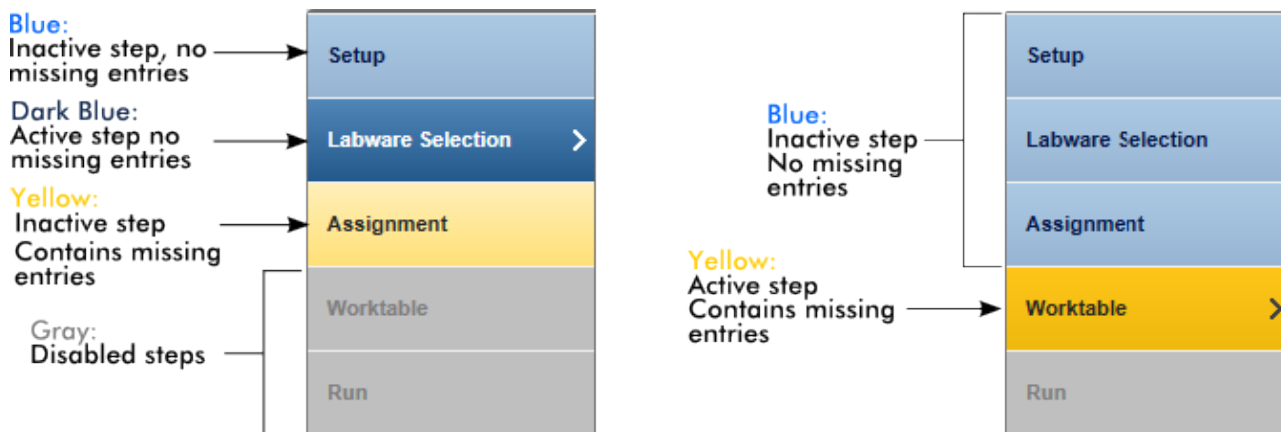 Blue:
Inactive step, no
missing entries
Setup
Dark Blue:
Active step no
missing entries
Labware Selection
Yellow:
Inactive step
Contains missing
entries
Assignment
Worktable
Gray:
Disabled steps
Run
Setup
Blue:
Inactive step
No missing
entries
Labware Selection
Assignment
Yellow:
Active step
Contains missing
entries
Worktable
Run